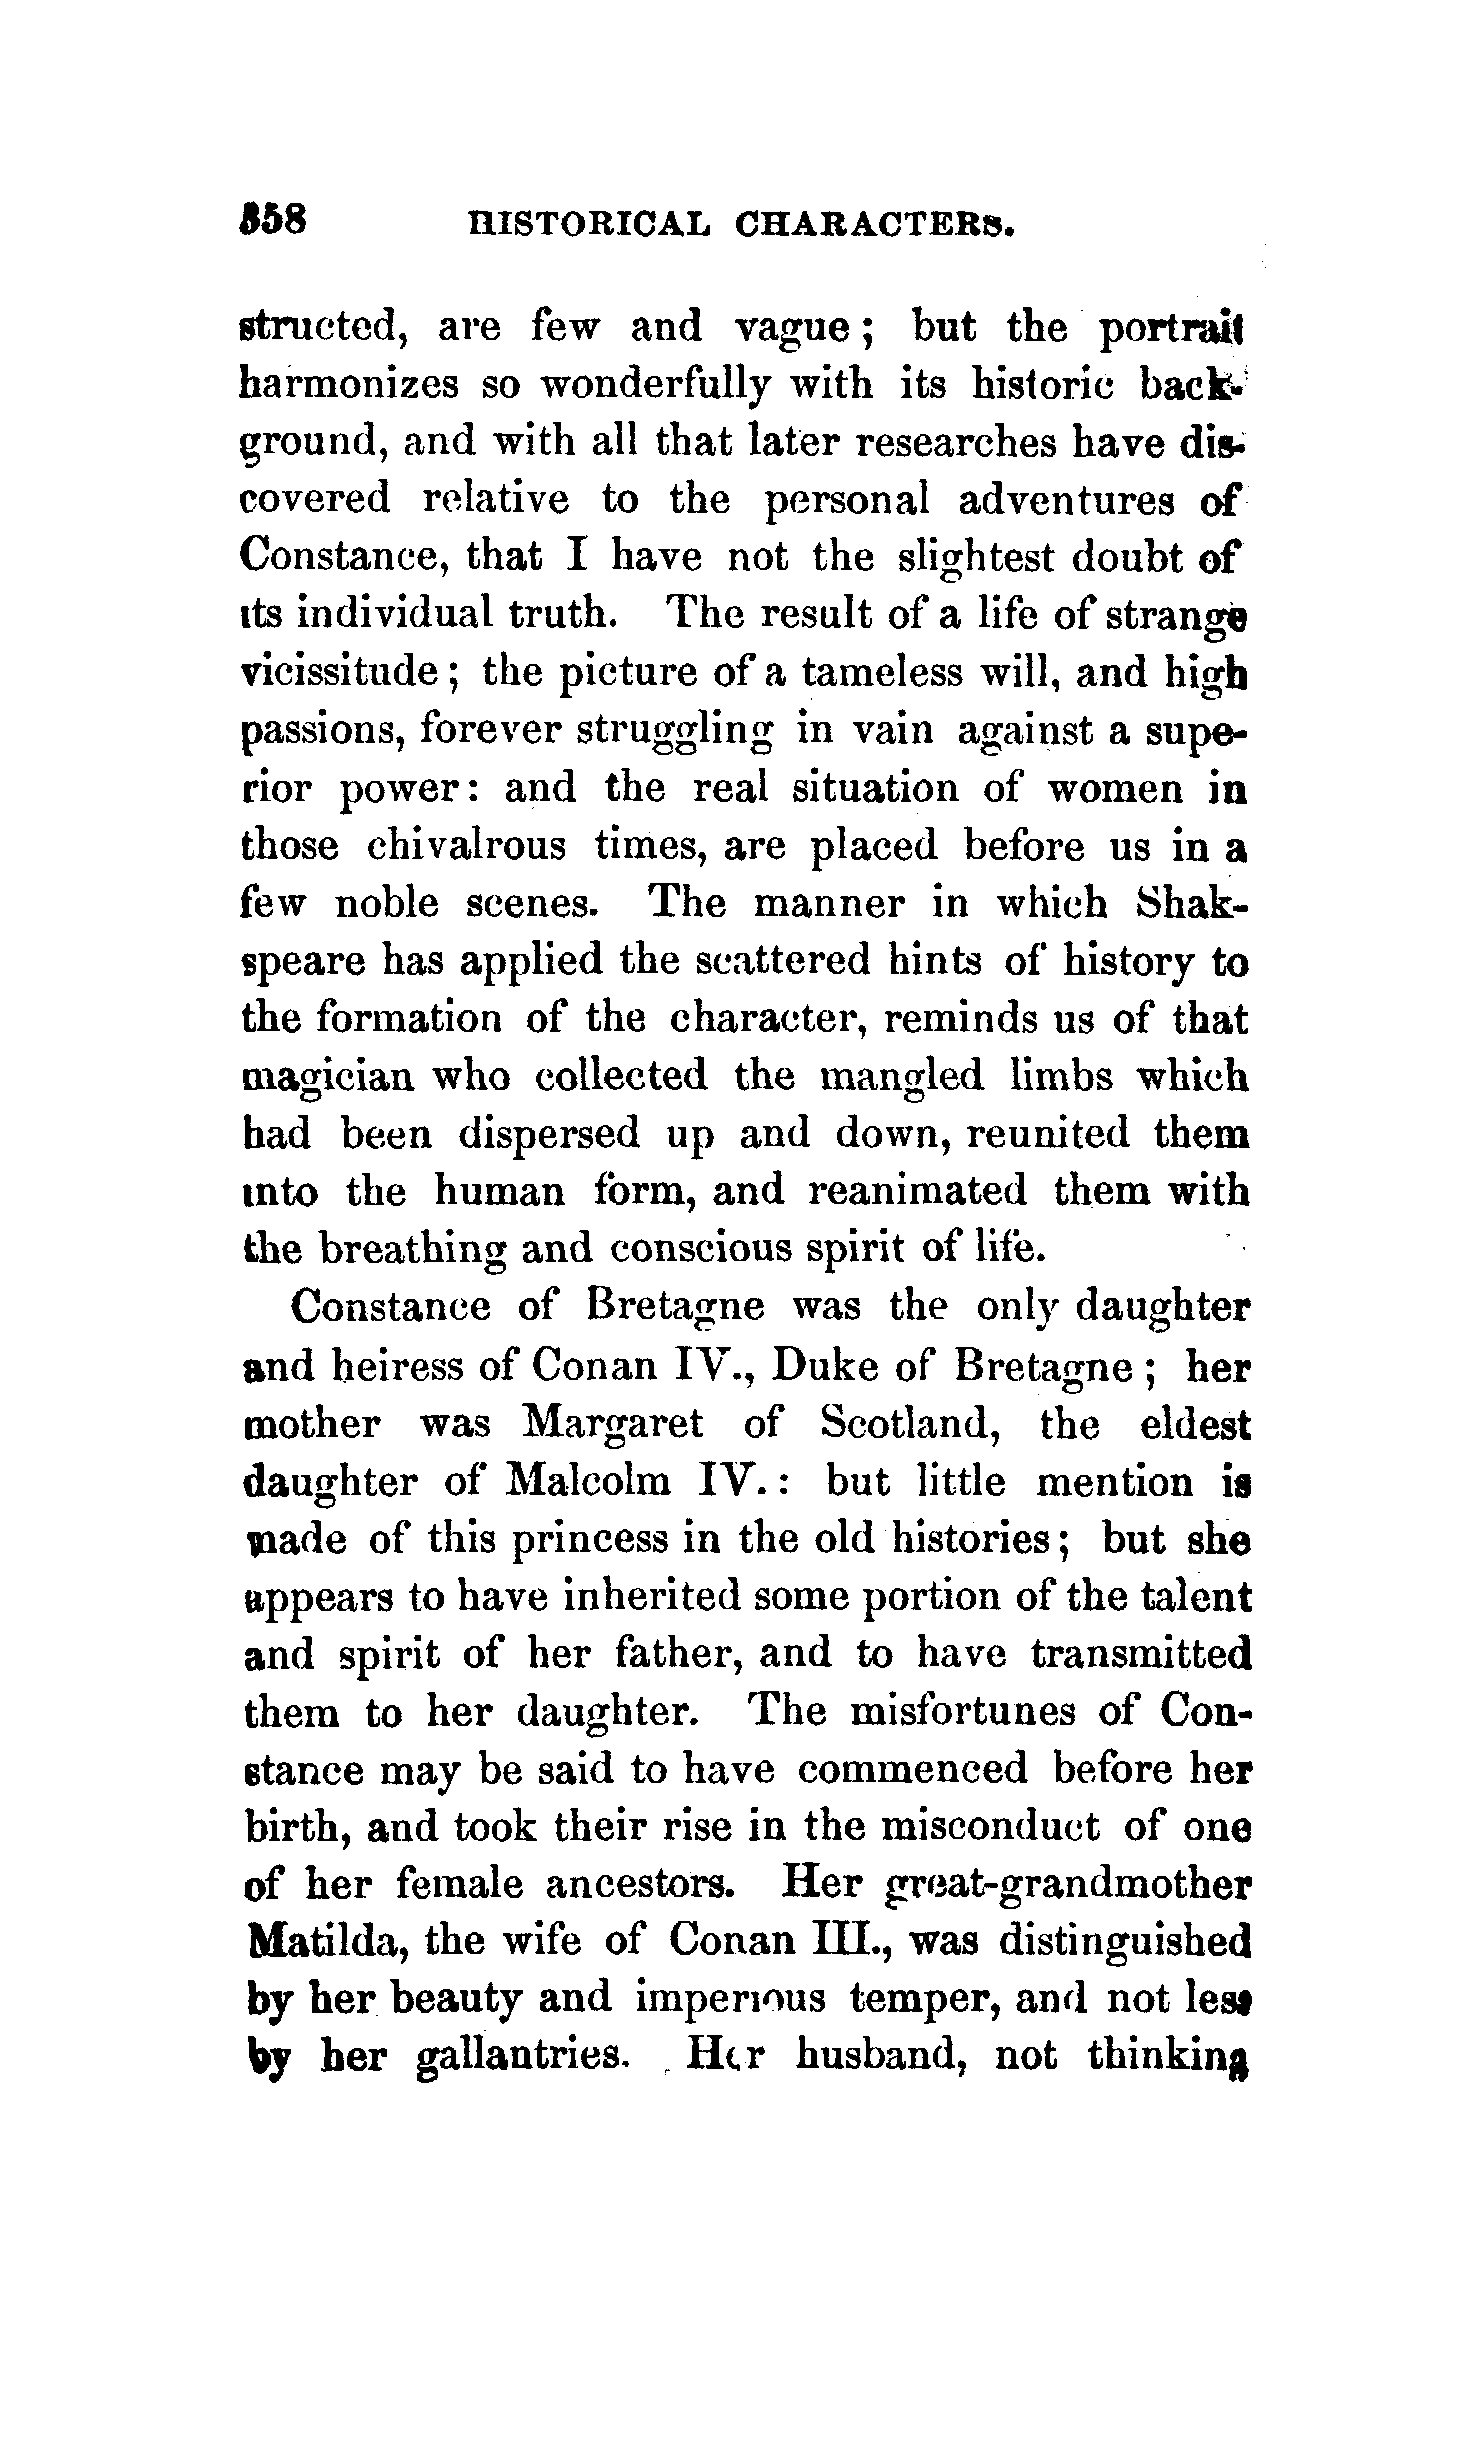 358 HISTORICAL CHARACTERS.
structed, are few and vague; but the portrait
harmonizes so wonderfully with its historic back-
ground, and with all that later researches have dis-
covered relative to the personal adventures of
Constance, that I have not the slightest doubt of
its individual truth. The result of a life of strange
vicissitude; the picture of a tameless will, and high
passions, forever struggling in vain against a supe-
rior power: and the real situation of women in
those chivalrous times, are placed before us in a
few noble scenes. The manner in which Shak-
speare has applied the scattered hints of history to
the formation of the character, reminds us of that
magician who collected the mangled limbs which
had been dispersed up and down, reunited them
into the human form, and reanimated them with
the breathing and conscious spirit of life.
Constance of Bretagne was the only daughter
and heiress of Conan IV., Duke of Bretagne; her
mother was Margaret of Scotland, the eldest
daughter of Malcolm IV.: but little mention is
made of this princess in the old histories; but she
appears to have inherited some portion of the talent
and spirit of her father, and to have transmitted
them to her daughter. The misfortunes of Con-
stance may be said to have commenced before her
birth, and took their rise in the misconduct of one
of her female ancestors. Her great-grandmother
Matilda, the wife of Conan III., was distinguished
by her beauty and imperious temper, and not less
by her gallantries. Her husband, not thinking